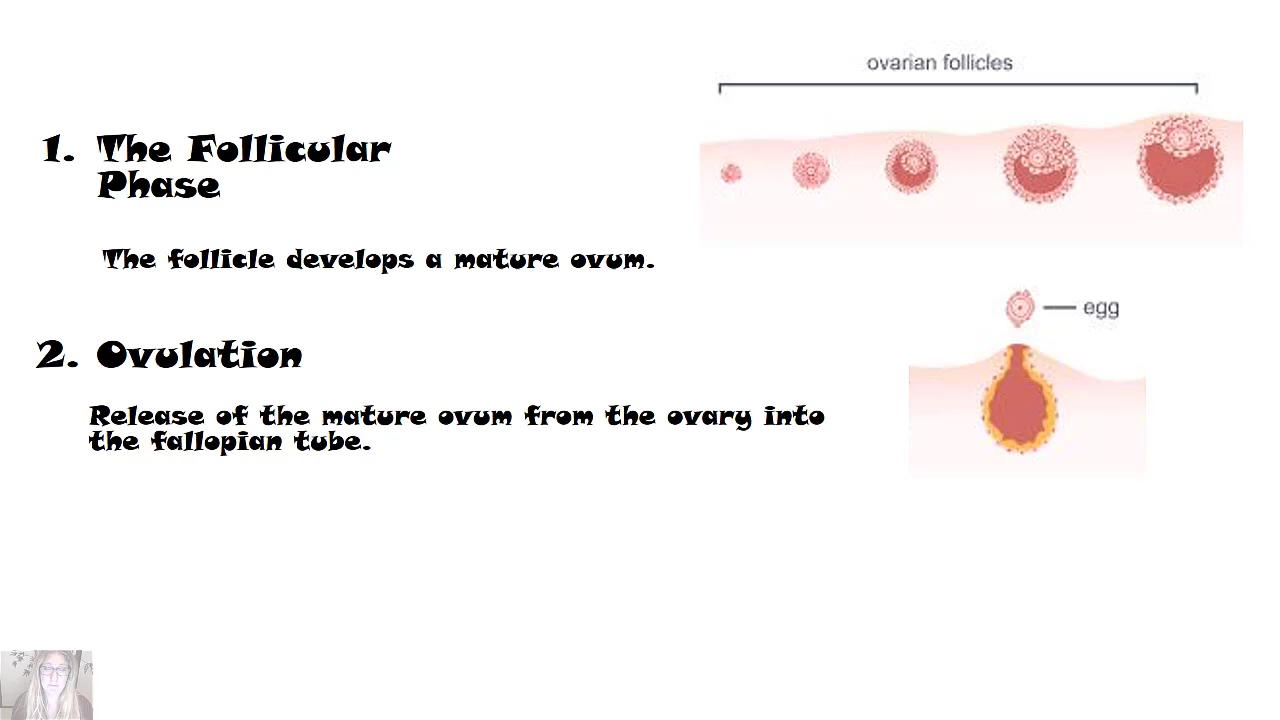 ovarian follicles
1. The Follicular
Phase
The follicle develops a mature ovum.
egg
2. Ovulation
Release of the mature ovum from the ovary into
the fallopian tube.